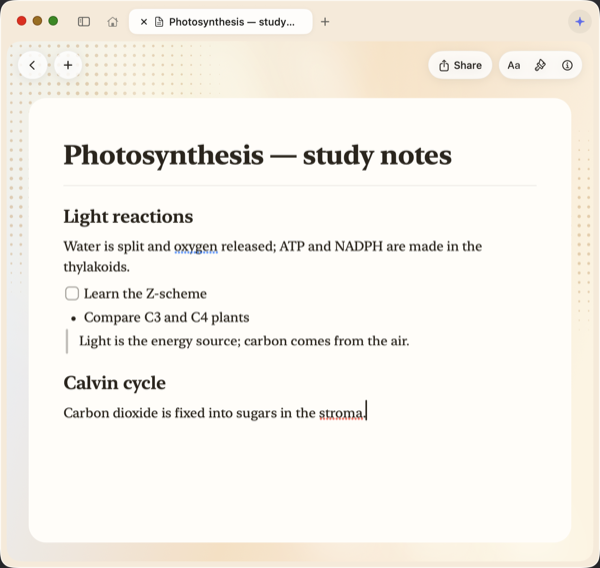 Photosynthesis — study...
Share
Aa
Photosynthesis — study notes
Light reactions
Water is split and oxygen released; ATP and NADPH are made in the
thylakoids.
Learn the Z-scheme
• Compare C3 and C4 plants
Light is the energy source; carbon comes from the air.
Calvin cycle
Carbon dioxide is fixed into sugars in the stroma.